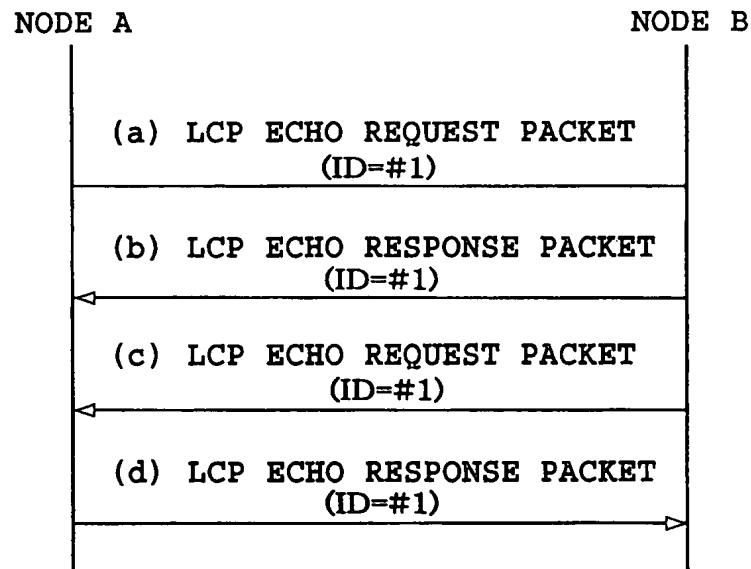 NODE A
NODE B
(a) LCP ECHO REQUEST PACKET
(ID=#1)
(b) LCP ECHO RESPONSE PACKET
(ID=#1)
(c) LCP ECHO REQUEST PACKET
(ID=#1)
(d) LCP ECHO RESPONSE PACKET
(ID=#1)